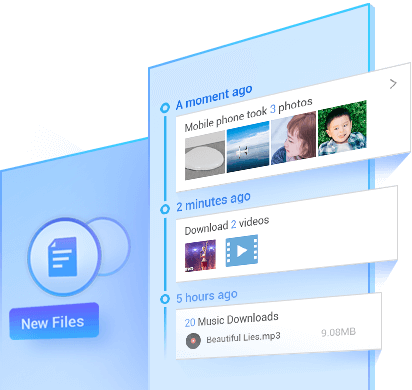 A moment ago
Mobile phone took 3 photos
2 minutes ago
Download 2 videos
New Files
5 hours ago
20 Music Downloads
Beautiful Lies.mp3 9.08MB